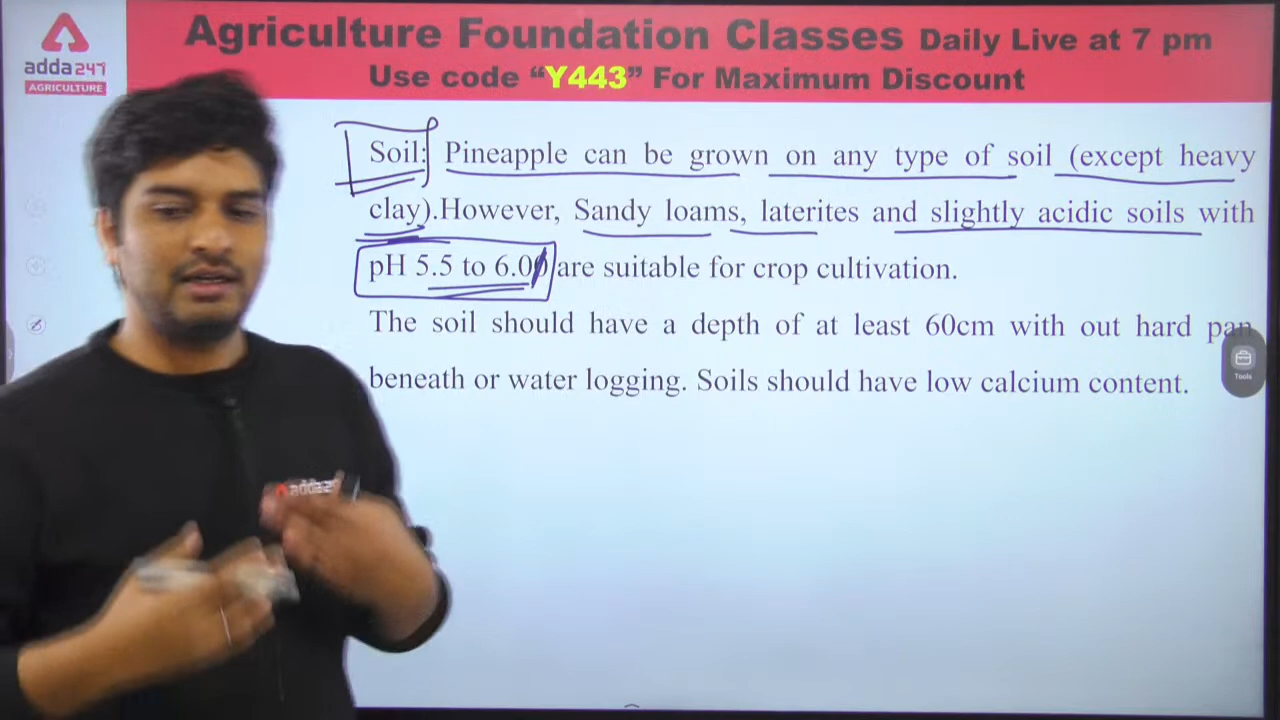 Agriculture Foundation Classes Daily Live at 7 pm
Use code “Y443” For Maximum Discount
adda247
AGRICULTURE
Soil: Pineapple can be grown on any type of soil (except heavy
clay).However, Sandy loams, laterites and slightly acidic soils with
pH 5.5 to 6.0 are suitable for crop cultivation.
The soil should have a depth of at least 60cm with out hard pan
beneath or water logging. Soils should have low calcium content.
Tools
adda247